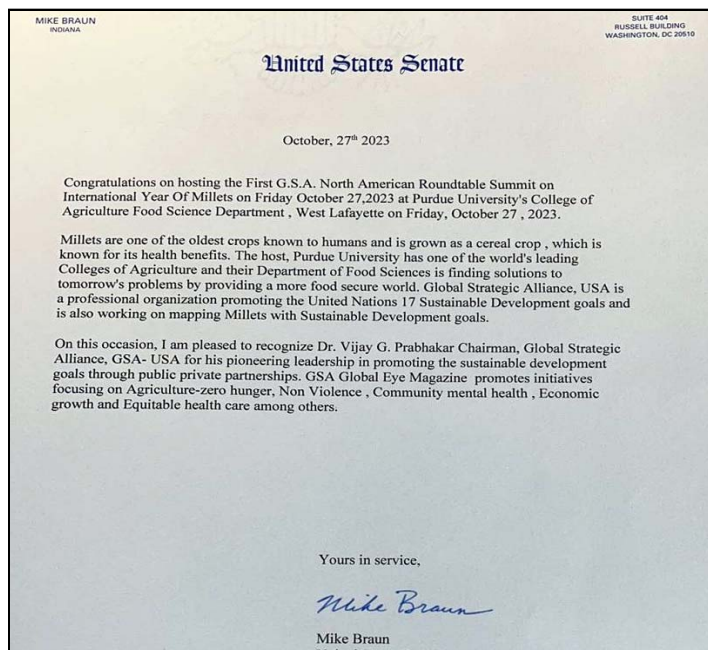 MIKE BRAUN
INDIANA
SUITE 404
RUSSELL BUILDING
WASHINGTON, DC 20510
United States Senate
October, 27th 2023
Congratulations on hosting the First G.S.A. North American Roundtable Summit on
International Year Of Millets on Friday October 27,2023 at Purdue University's College of
Agriculture Food Science Department , West Lafayette on Friday, October 27 , 2023.
Millets are one of the oldest crops known to humans and is grown as a cereal crop , which is
known for its health benefits. The host, Purdue University has one of the world's leading
Colleges of Agriculture and their Department of Food Sciences is finding solutions to
tomorrow's problems by providing a more food secure world. Global Strategic Alliance, USA is
a professional organization promoting the United Nations 17 Sustainable Development goals and
is also working on mapping Millets with Sustainable Development goals.
On this occasion, I am pleased to recognize Dr. Vijay G. Prabhakar Chairman, Global Strategic
Alliance, GSA- USA for his pioneering leadership in promoting the sustainable development
goals through public private partnerships. GSA Global Eye Magazine promotes initiatives
focusing on Agriculture-zero hunger, Non Violence , Community mental health , Economic
growth and Equitable health care among others.
Yours in service,
Mike Braun
Mike Braun